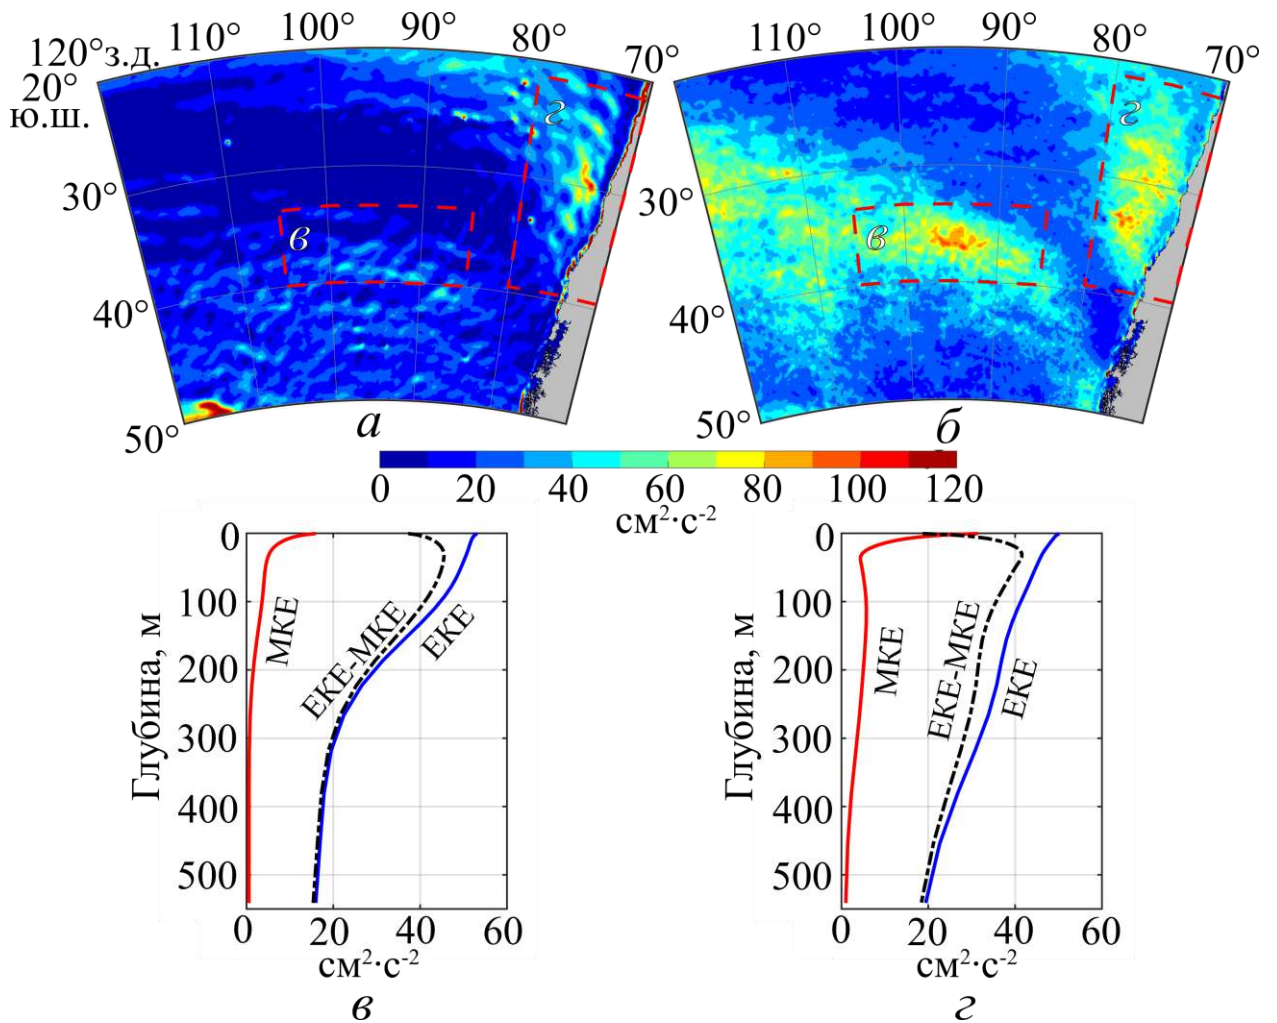 110° 100° 90° 80° 70° 110° 100° 90° 80° 70°
120°з.д.
20°
ю.ш.
30° 30°
40° 40°
50° 50°
г г
в в
а б
0 20 40 60 80 100 120
см²·с⁻²
Глубина, м
0
100
200
300
400
500
МКЕ
ЕКЕ-МКЕ
ЕКЕ
0 20 40 60
см²·с⁻²
в
Глубина, м
0
100
200
300
400
500
МКЕ
ЕКЕ-МКЕ
ЕКЕ
0 20 40 60
см²·с⁻²
г